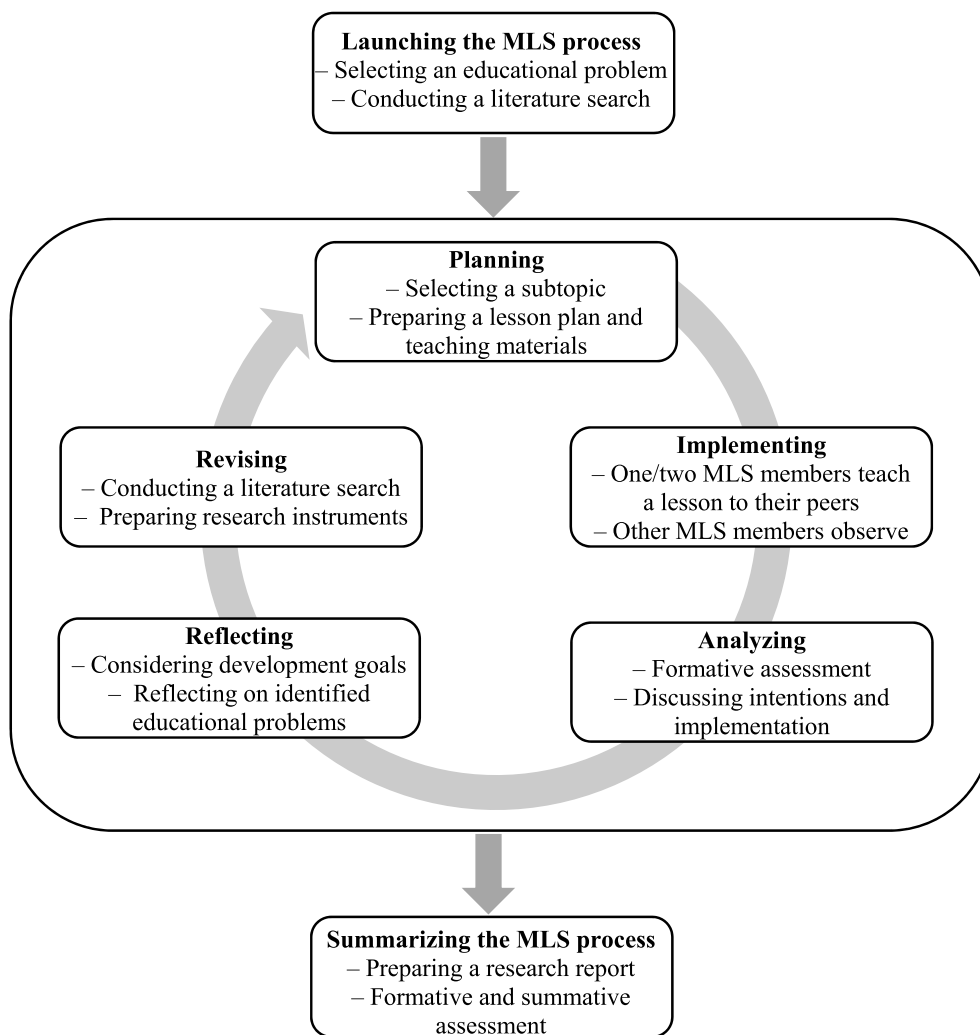 Launching the MLS process
– Selecting an educational problem
– Conducting a literature search
Planning
– Selecting a subtopic
– Preparing a lesson plan and
teaching materials
Implementing
– One/two MLS members teach
a lesson to their peers
– Other MLS members observe
Analyzing
– Formative assessment
– Discussing intentions and
implementation
Reflecting
– Considering development goals
– Reflecting on identified
educational problems
Revising
– Conducting a literature search
– Preparing research instruments
Summarizing the MLS process
– Preparing a research report
– Formative and summative
assessment